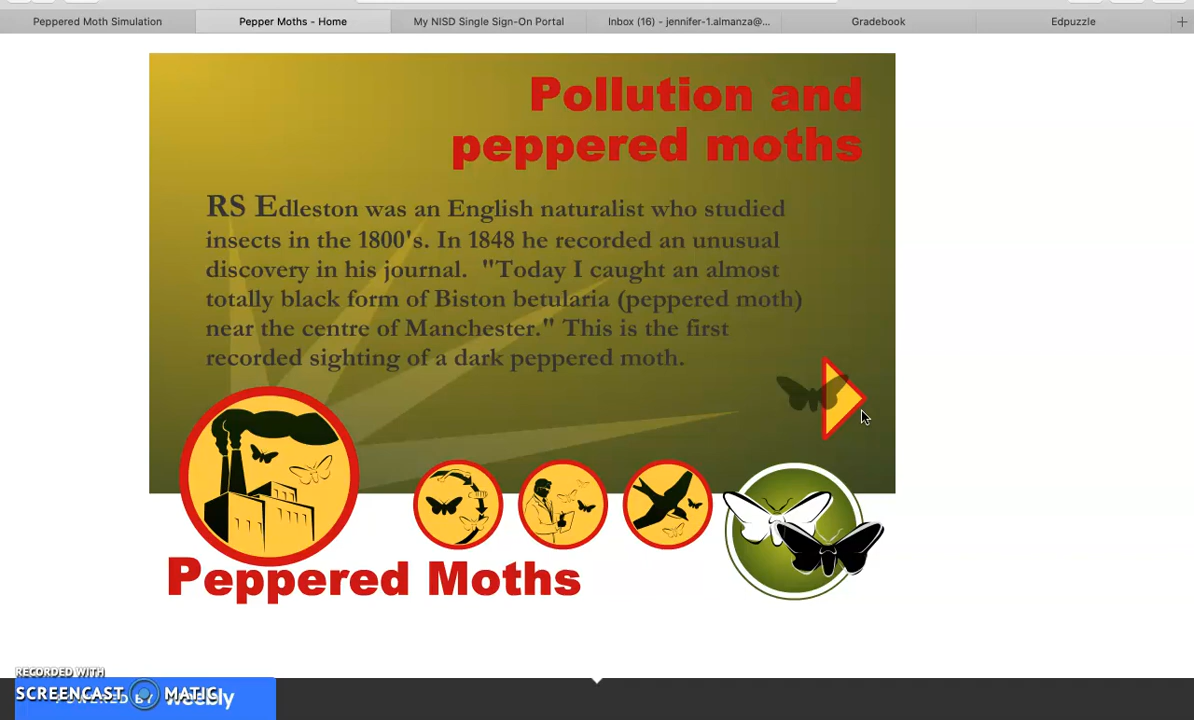 Peppered Moth Simulation
Pepper Moths - Home
My NISD Single Sign-On Portal
Inbox (16) - jennifer-1.almanza@...
Gradebook
Edpuzzle
Pollution and
peppered moths
RS Edleston was an English naturalist who studied
insects in the 1800's. In 1848 he recorded an unusual
discovery in his journal. "Today I caught an almost
totally black form of Biston betularia (peppered moth)
near the centre of Manchester." This is the first
recorded sighting of a dark peppered moth.
Peppered Moths
RECORDED WITH
SCREENCAST MATIC
POWERED BY weebly